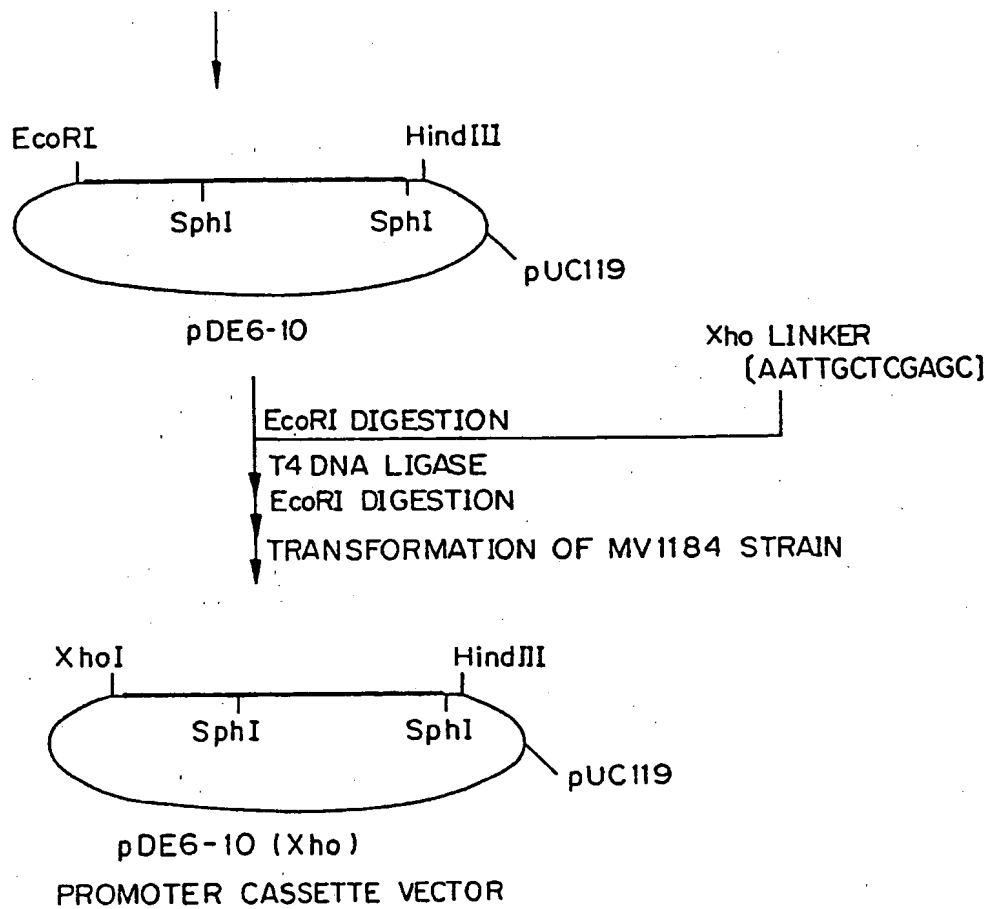 EcoRI HindIII
SphI SphI
pUC119
pDE6-10
Xho LINKER
[AATTGCTCGAGC]
EcoRI DIGESTION
T4 DNA LIGASE
EcoRI DIGESTION
TRANSFORMATION OF MV1184 STRAIN
XhoI HindIII
SphI SphI
pUC119
pDE6-10 (Xho)
PROMOTER CASSETTE VECTOR